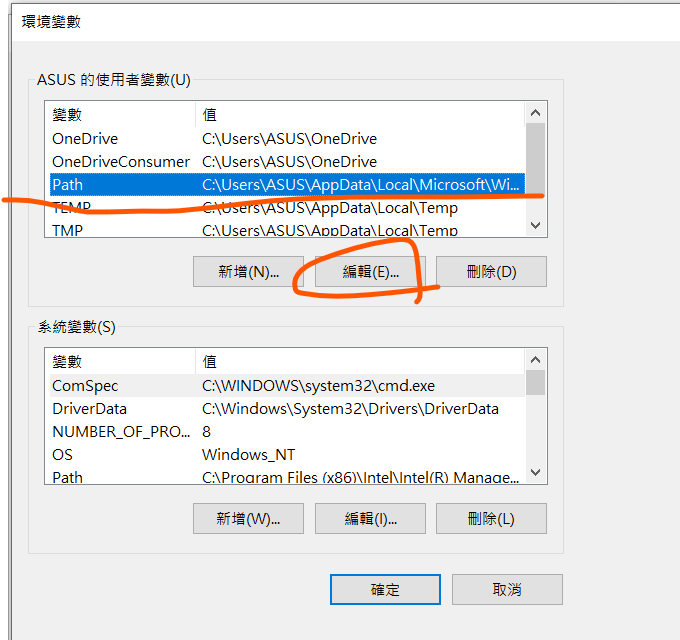 環境變數
ASUS 的使用者變數(U)
變數 值
OneDrive C:\Users\ASUS\OneDrive
OneDriveConsumer C:\Users\ASUS\OneDrive
Path C:\Users\ASUS\AppData\Local\Microsoft\Wi...
TEMP C:\Users\ASUS\AppData\Local\Temp
TMP C:\Users\ASUS\AppData\Local\Temp
新增(N)... 編輯(E)... 刪除(D)
系統變數(S)
變數 值
ComSpec C:\WINDOWS\system32\cmd.exe
DriverData C:\Windows\System32\Drivers\DriverData
NUMBER_OF_PRO... 8
OS Windows_NT
Path C:\Program Files (x86)\Intel\Intel(R) Manage...
新增(W)... 編輯(I)... 刪除(L)
確定 取消